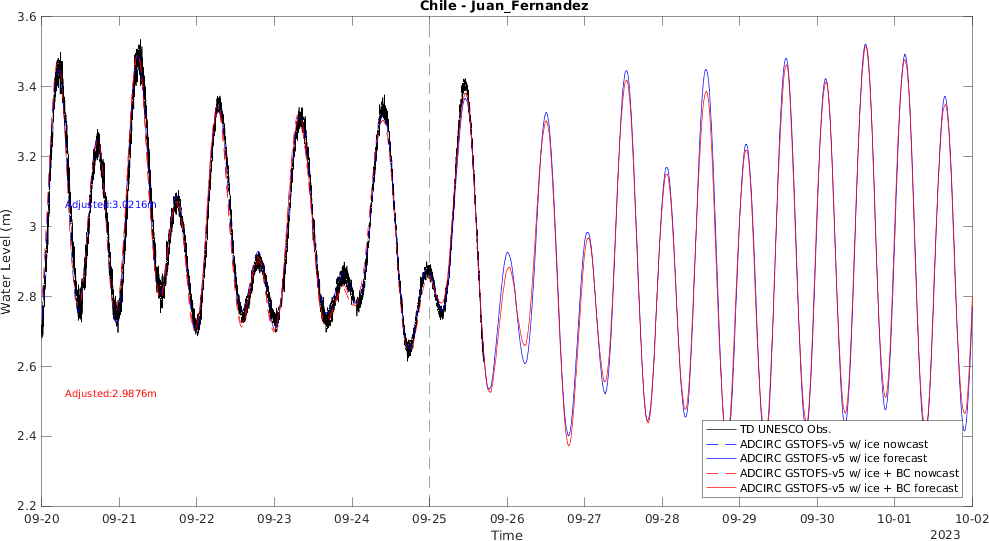 Chile - Juan_Fernandez
3.6
3.4
3.2
3
2.8
2.6
2.4
2.2
Water Level (m)
Adjusted:3.0216m
Adjusted:2.9876m
TD UNESCO Obs.
ADCIRC GSTOFS-v5 w/ ice nowcast
ADCIRC GSTOFS-v5 w/ ice forecast
ADCIRC GSTOFS-v5 w/ ice + BC nowcast
ADCIRC GSTOFS-v5 w/ ice + BC forecast
09-20 09-21 09-22 09-23 09-24 09-25 09-26 09-27 09-28 09-29 09-30 10-01 10-02
Time
2023